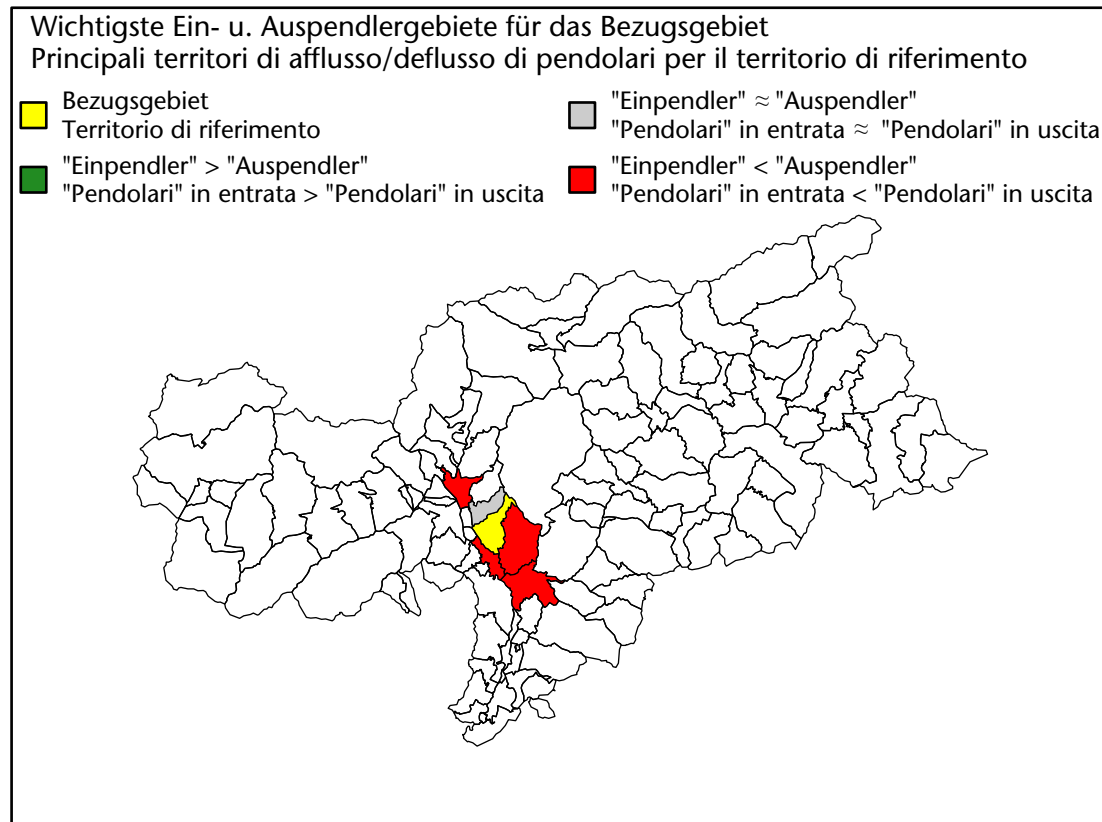 Wichtigste Ein- u. Auspendlergebiete für das Bezugsgebiet
Principali territori di afflusso/deflusso di pendolari per il territorio di riferimento
Bezugsgebiet
Territorio di riferimento
"Einpendler" > "Auspendler"
"Pendolari" in entrata > "Pendolari" in uscita
"Einpendler" ≈ "Auspendler"
"Pendolari" in entrata ≈ "Pendolari" in uscita
"Einpendler" < "Auspendler"
"Pendolari" in entrata < "Pendolari" in uscita